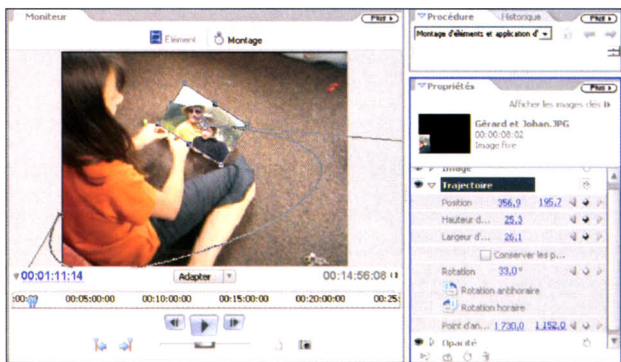 Moniteur
Plus
Élément
Montage
00:01:11:14
Adapter
00:14:56:08
:00:00
00:05:00:00
00:10:00:00
00:15:00:00
00:20:00:00
00:25:
Procédure
Historique
Plus
Montage d'éléments et application d'
Propriétés
Plus
Afficher les images clés
Gérard et Johan.JPG
00:00:08:02
Image fixe
Image
Trajectoire
Position 356,9 195,7
Hauteur d... 25,3
Largeur d... 26,1
Conserver les p...
Rotation 33,0 °
Rotation antihoraire
Rotation horaire
Point d'an... 1 730,0 1 152,0
Opacité